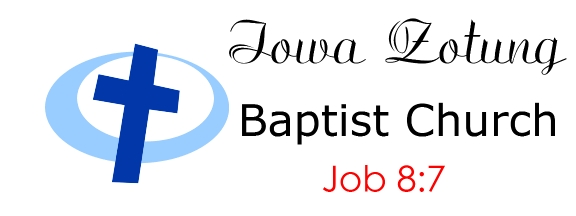 Iowa Zotung
Baptist Church
Job 8:7